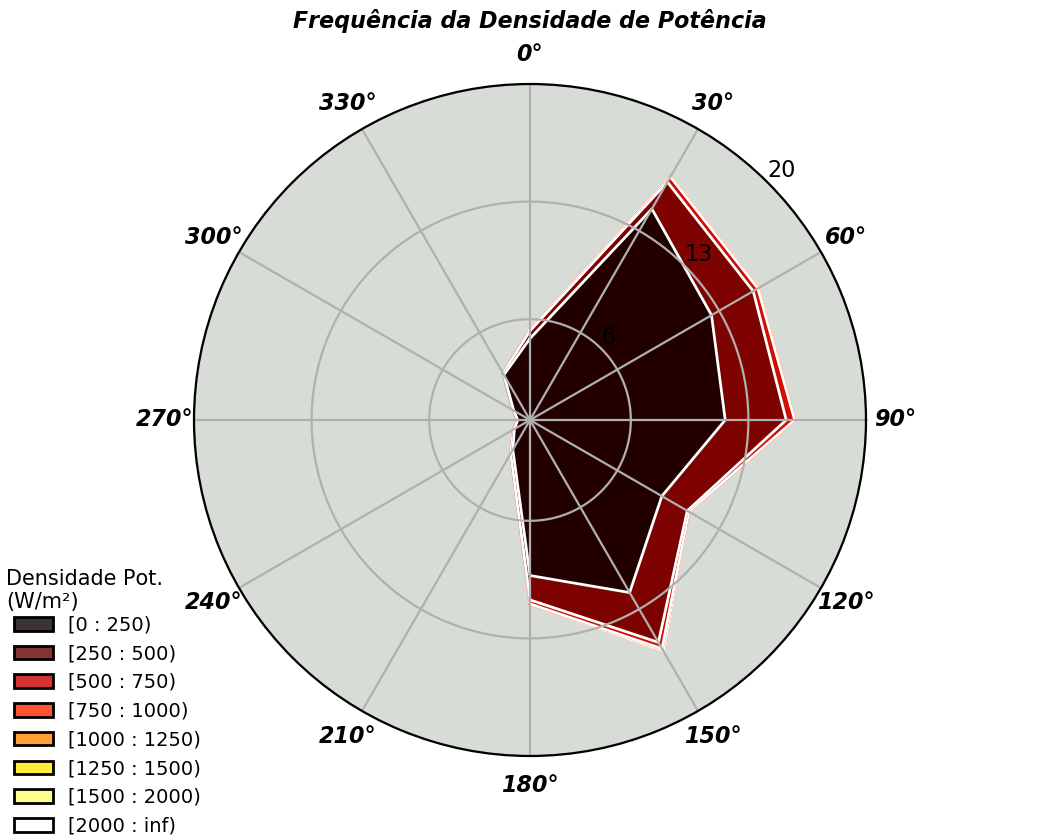 Frequência da Densidade de Potência
0°
330°
30°
20
300°
60°
13
6
270°
90°
Densidade Pot.
(W/m²)
240°
120°
[0 : 250)
[250 : 500)
[500 : 750)
[750 : 1000)
210°
150°
[1000 : 1250)
[1250 : 1500)
180°
[1500 : 2000)
[2000 : inf)